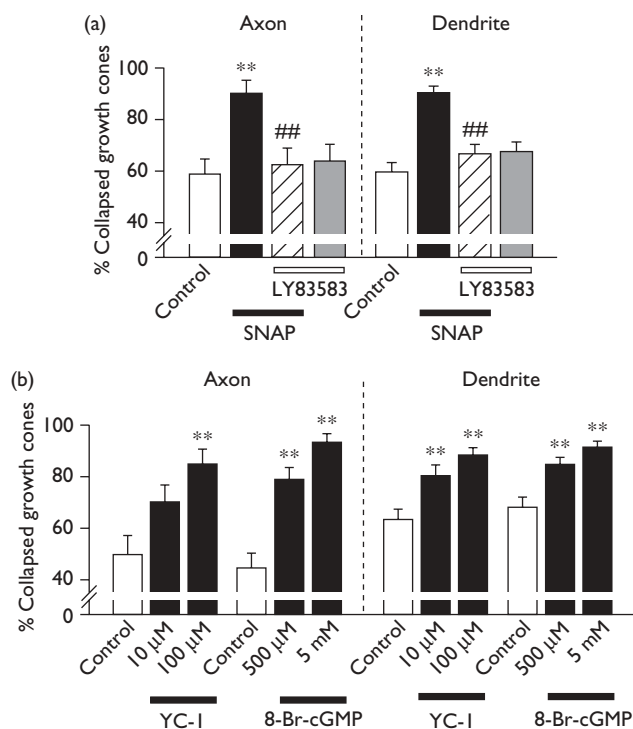 (a)
Axon
Dendrite
% Collapsed growth cones
100
80
60
40
0
**
##
**
##
Control
LY83583
SNAP
Control
LY83583
SNAP
(b)
Axon
Dendrite
% Collapsed growth cones
100
80
60
40
0
**
**
**
**
**
**
**
Control
10 μM
100 μM
Control
500 μM
5 mM
Control
10 μM
100 μM
Control
500 μM
5 mM
YC-1
8-Br-cGMP
YC-1
8-Br-cGMP